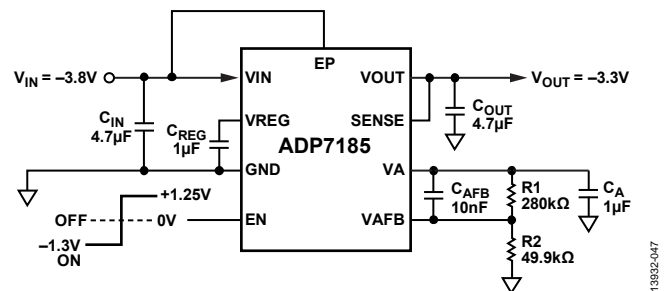 EP
V_IN = –3.8V
VIN
VOUT
V_OUT = –3.3V
C_IN
4.7µF
C_REG
1µF
VREG
SENSE
C_OUT
4.7µF
ADP7185
GND
VA
C_AFB
10nF
R1
280kΩ
C_A
1µF
+1.25V
OFF
0V
EN
VAFB
–1.3V
ON
R2
49.9kΩ
13932-047